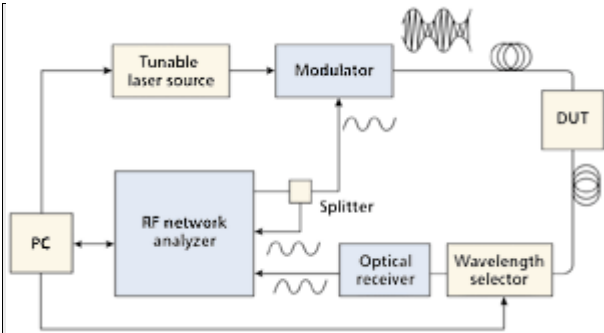 Tunable
laser source
Modulator
DUT
Splitter
RF network
analyzer
PC
Optical
receiver
Wavelength
selector